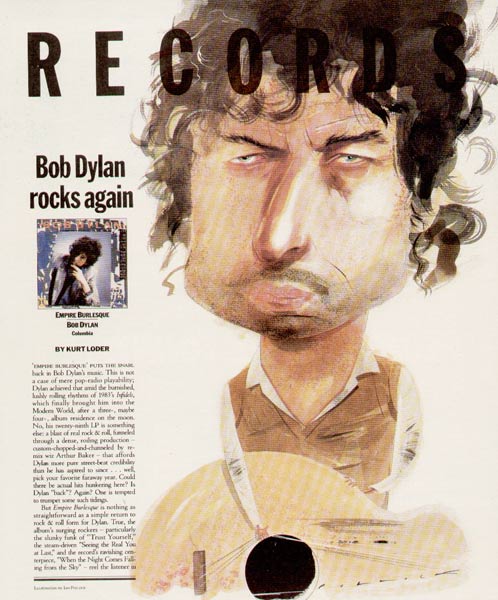 RECORDS
Bob Dylan
rocks again
EMPIRE BURLESQUE
BOB DYLAN
Columbia
BY KURT LODER
'EMPIRE BURLESQUE' PUTS THE SNARL
back in Bob Dylan's music. This is not
a case of mere pop-radio playability;
Dylan achieved that amid the burnished,
lushly rolling rhythms of 1983's Infidels,
which finally brought him into the
Modern World, after a three-, maybe
four-, album residence on the moon.
No, his twenty-ninth LP is something
else: a blast of real rock & roll, funneled
through a dense, roiling production –
custom-chopped-and-channeled by re-
mix wiz Arthur Baker – that affords
Dylan more pure street-beat credibility
than he has aspired to since . . . well,
pick your favorite faraway year. Could
there be actual hits bunkering here? Is
Dylan "back"? Again? One is tempted
to trumpet some such tidings.
But Empire Burlesque is nothing as
straightforward as a simple return to
rock & roll form for Dylan. True, the
album's surging rockers – particularly
the slunky funk of "Trust Yourself,"
the steam-driven "Seeing the Real You
at Last," and the record's ravishing cen-
terpiece, "When the Night Comes Fall-
ing from the Sky" – reel the listener in